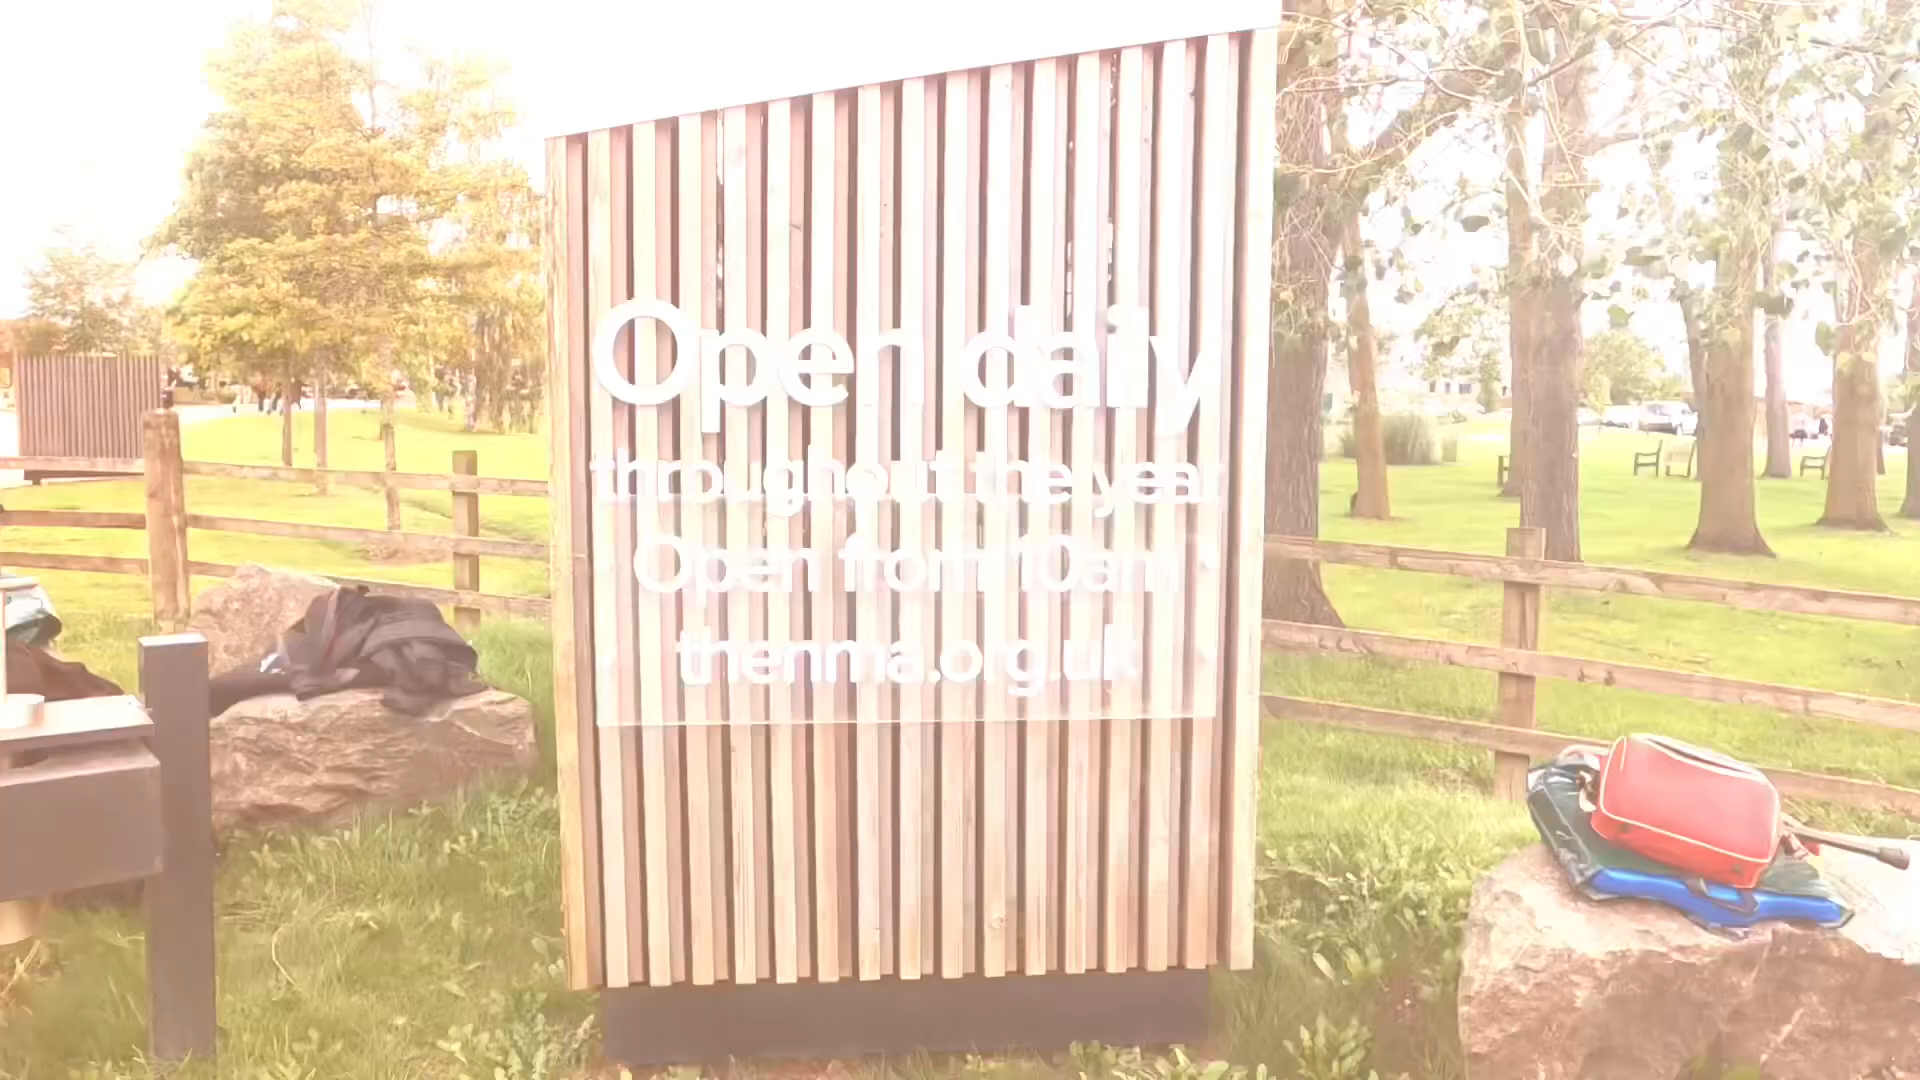 Open daily
throughout the year
Open from 10am
thenma.org.uk